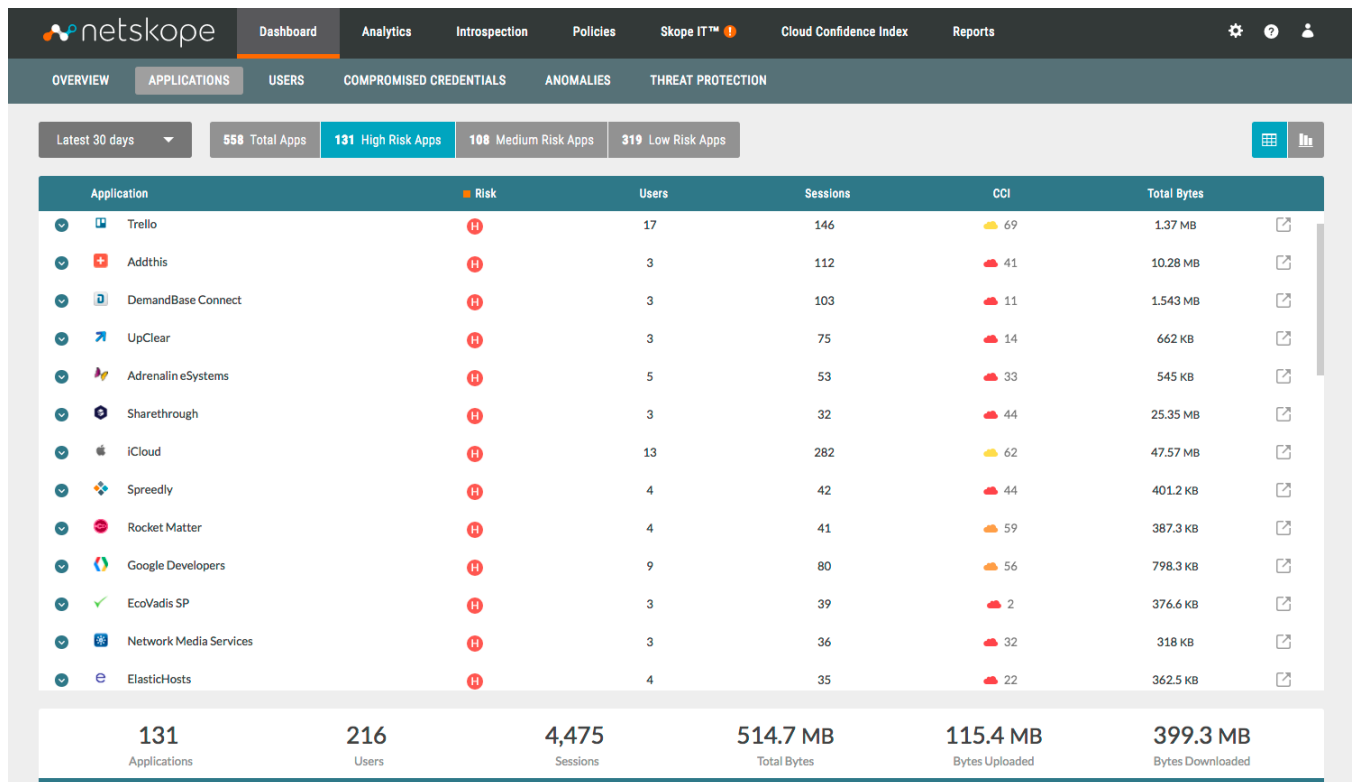 netskope Dashboard Analytics Introspection Policies Skope IT™ ! Cloud Confidence Index Reports ?
OVERVIEW APPLICATIONS USERS COMPROMISED CREDENTIALS ANOMALIES THREAT PROTECTION
Latest 30 days 558 Total Apps 131 High Risk Apps 108 Medium Risk Apps 319 Low Risk Apps
Application Risk Users Sessions CCI Total Bytes
Trello H 17 146 69 1.37 MB
Addthis H 3 112 41 10.28 MB
DemandBase Connect H 3 103 11 1.543 MB
UpClear H 3 75 14 662 KB
Adrenalin eSystems H 5 53 33 545 KB
Sharethrough H 3 32 44 25.35 MB
iCloud H 13 282 62 47.57 MB
Spreedly H 4 42 44 401.2 KB
Rocket Matter H 4 41 59 387.3 KB
Google Developers H 9 80 56 798.3 KB
EcoVadis SP H 3 39 2 376.6 KB
Network Media Services H 3 36 32 318 KB
e ElasticHosts H 4 35 22 362.5 KB
131 216 4,475 514.7 MB 115.4 MB 399.3 MB
Applications Users Sessions Total Bytes Bytes Uploaded Bytes Downloaded